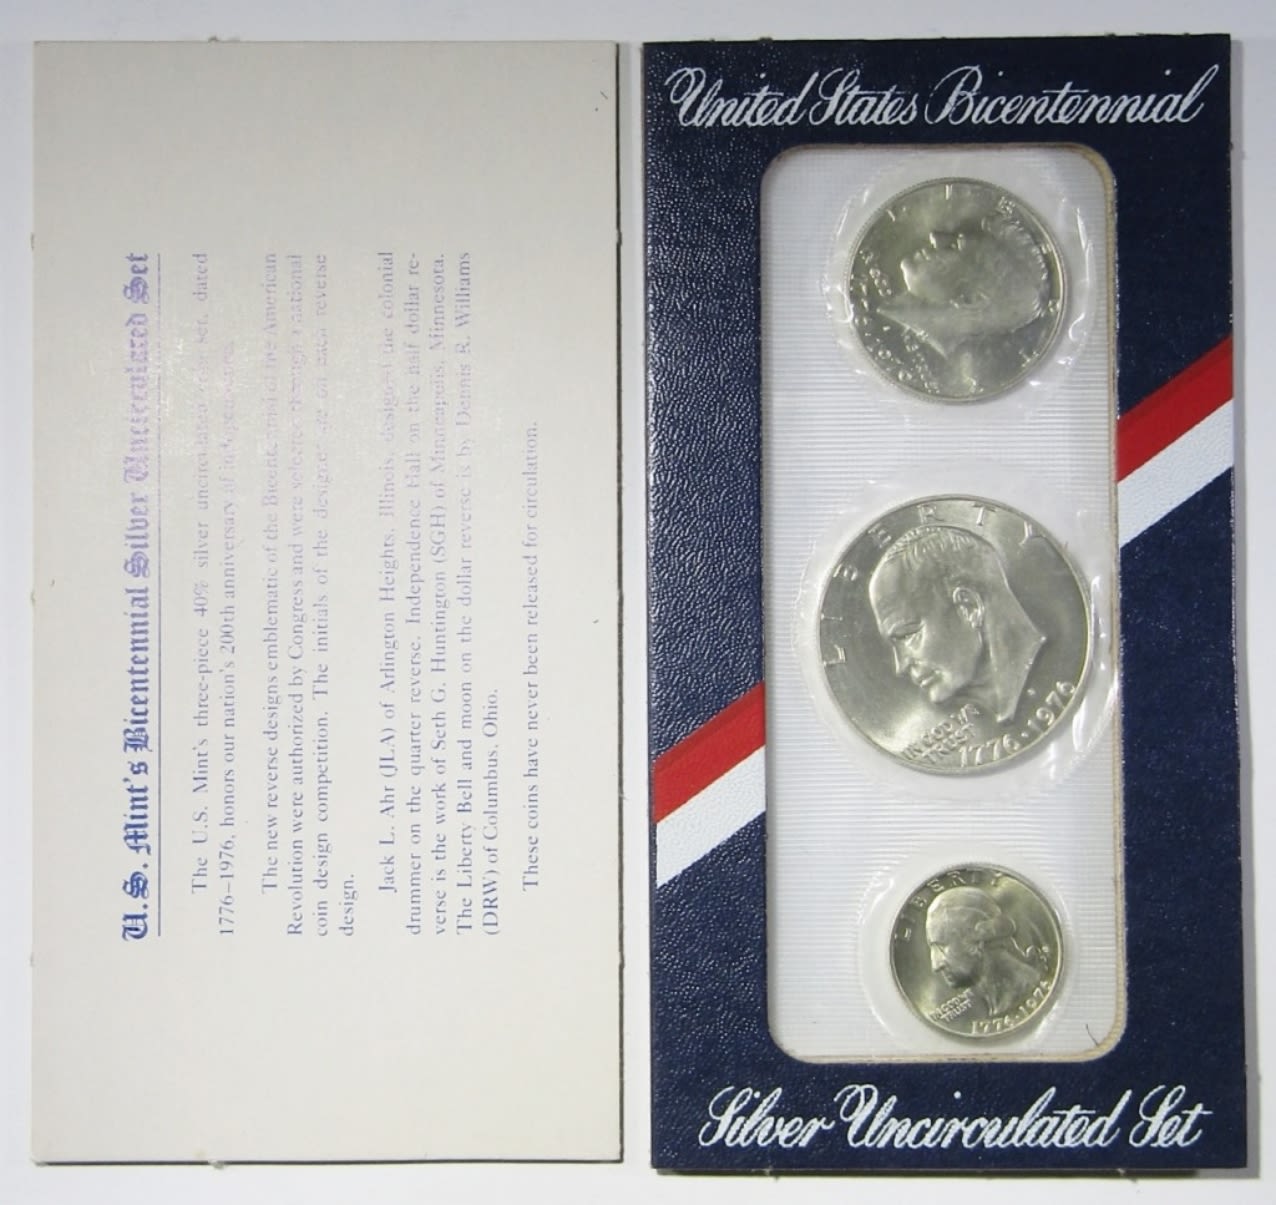 U.S. Mint's Bicentennial Silver Uncirculated Set
The U.S. Mint's three-piece 40% silver uncirculated coin set, dated
1776–1976, honors our nation's 200th anniversary of independence.
The new reverse designs emblematic of the Bicentennial of the American
Revolution were authorized by Congress and were selected through a national
coin design competition. The initials of the designer are on each reverse
design.
Jack L. Ahr (JLA) of Arlington Heights, Illinois, designed the colonial
drummer on the quarter reverse. Independence Hall on the half dollar re-
verse is the work of Seth G. Huntington (SGH) of Minneapolis, Minnesota.
The Liberty Bell and moon on the dollar reverse is by Dennis R. Williams
(DRW) of Columbus, Ohio.
These coins have never been released for circulation.
United States Bicentennial
LIBERTY
LIBERTY
IN GOD WE
TRUST
1776·1976
LIBERTY
IN GOD WE
TRUST
1776·1976
Silver Uncirculated Set